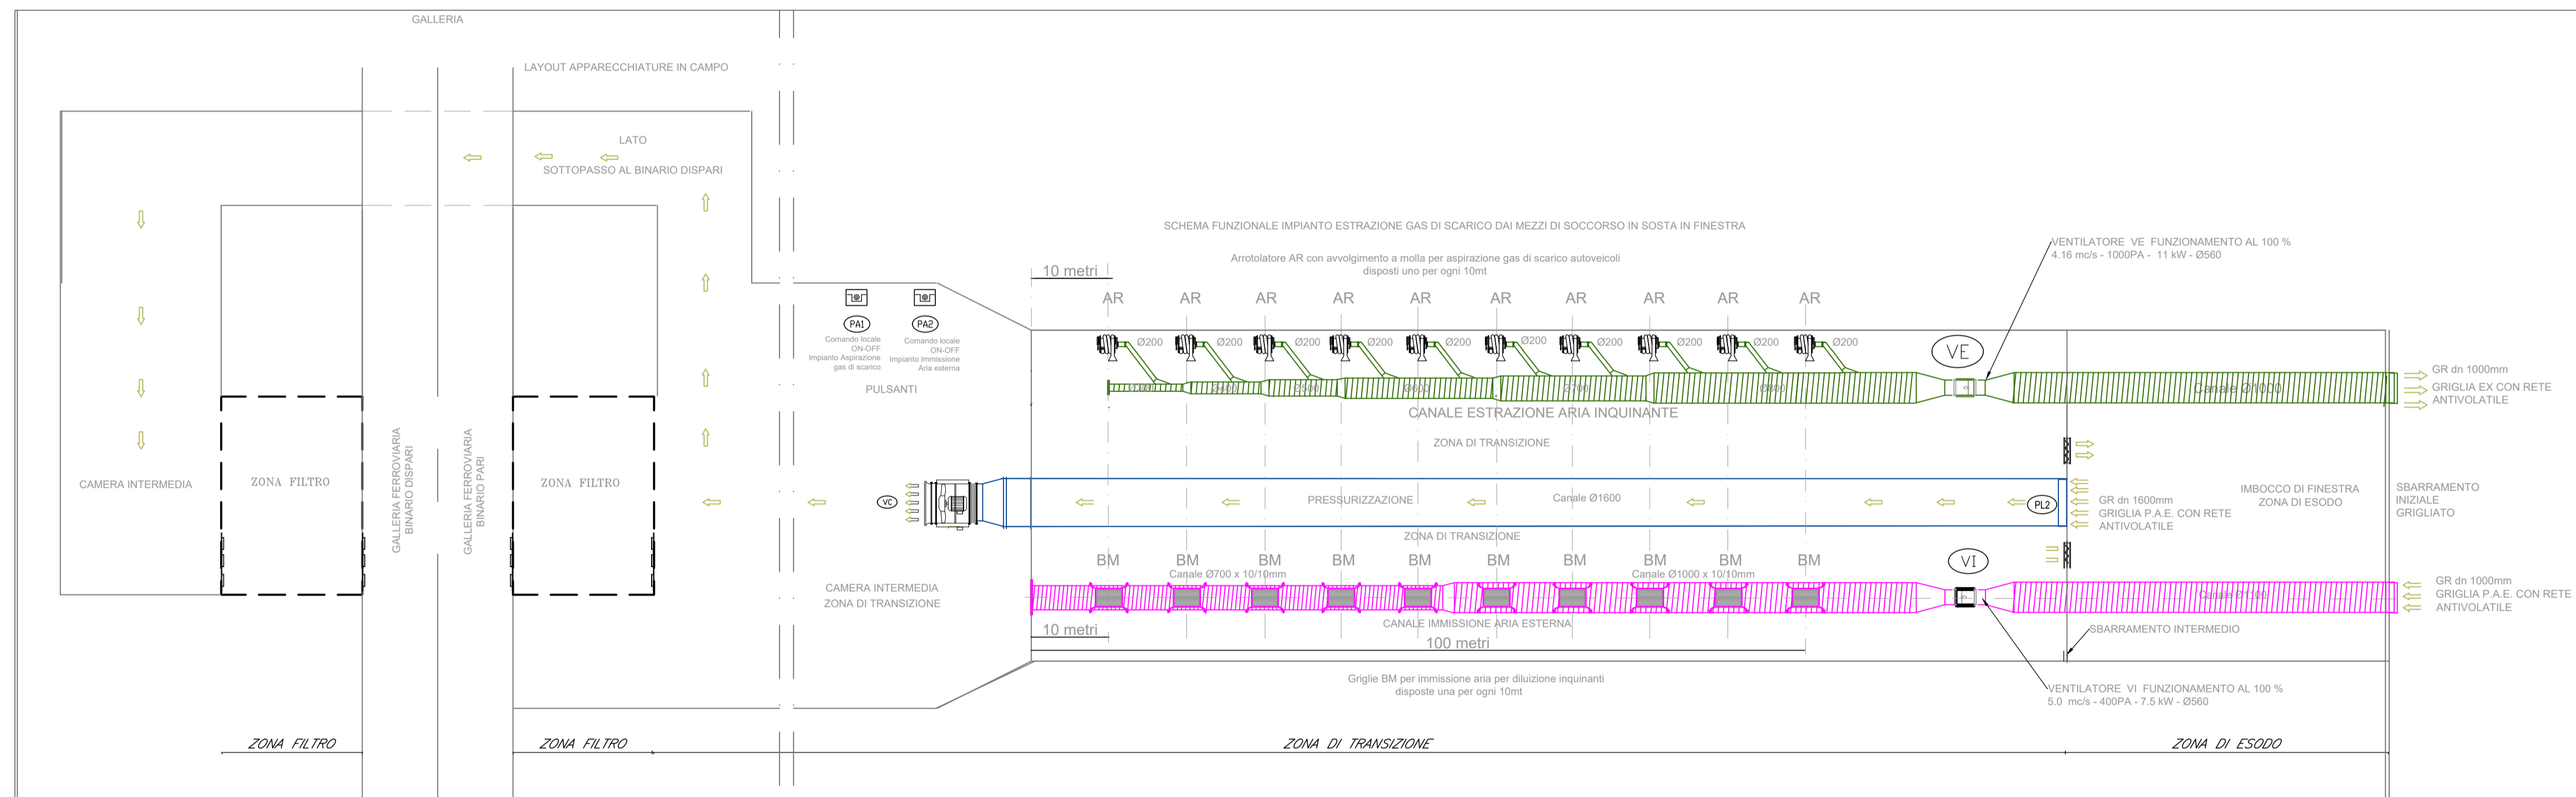 GALLERIA
LAYOUT APPARECCHIATURE IN CAMPO
LATO
SOTTOPASSO AL BINARIO DISPARI
SCHEMA FUNZIONALE IMPIANTO ESTRAZIONE GAS DI SCARICO DAI MEZZI DI SOCCORSO IN SOSTA IN FINESTRA
Arrotolatore AR con avvolgimento a molla per aspirazione gas di scarico autoveicoli
disposti uno per ogni 10mt
VENTILATORE VE FUNZIONAMENTO AL 100 %
4.16 mc/s - 1000PA - 11 kW - Ø560
10 metri
AR AR AR AR AR AR AR AR AR AR
PA1
Comando locale
ON-OFF
Impianto Aspirazione
gas di scarico
PA2
Comando locale
ON-OFF
Impianto Immissione
Aria esterna
PULSANTI
Ø200 Ø200 Ø200 Ø200 Ø200 Ø200 Ø200 Ø200 Ø200 Ø200
VE
Ø400 Ø500 Ø600 Ø700 Ø800
Canale Ø1000
GR dn 1000mm
GRIGLIA EX CON RETE
ANTIVOLATILE
CANALE ESTRAZIONE ARIA INQUINANTE
ZONA DI TRANSIZIONE
CAMERA INTERMEDIA
ZONA FILTRO
GALLERIA FERROVIARIA
BINARIO DISPARI
GALLERIA FERROVIARIA
BINARIO PARI
ZONA FILTRO
VC
PRESSURIZZAZIONE
Canale Ø1600
PL2
GR dn 1600mm
GRIGLIA P.A.E. CON RETE
ANTIVOLATILE
IMBOCCO DI FINESTRA
ZONA DI ESODO
SBARRAMENTO
INIZIALE
GRIGLIATO
ZONA DI TRANSIZIONE
BM BM BM BM BM BM BM BM BM BM
Canale Ø700 x 10/10mm
Canale Ø1000 x 10/10mm
VI
CAMERA INTERMEDIA
ZONA DI TRANSIZIONE
Canale Ø1100
GR dn 1000mm
GRIGLIA P.A.E. CON RETE
ANTIVOLATILE
CANALE IMMISSIONE ARIA ESTERNA
10 metri
100 metri
SBARRAMENTO INTERMEDIO
Griglie BM per immissione aria per diluizione inquinanti
disposte una per ogni 10mt
VENTILATORE VI FUNZIONAMENTO AL 100 %
5.0 mc/s - 400PA - 7.5 kW - Ø560
ZONA FILTRO
ZONA FILTRO
ZONA DI TRANSIZIONE
ZONA DI ESODO